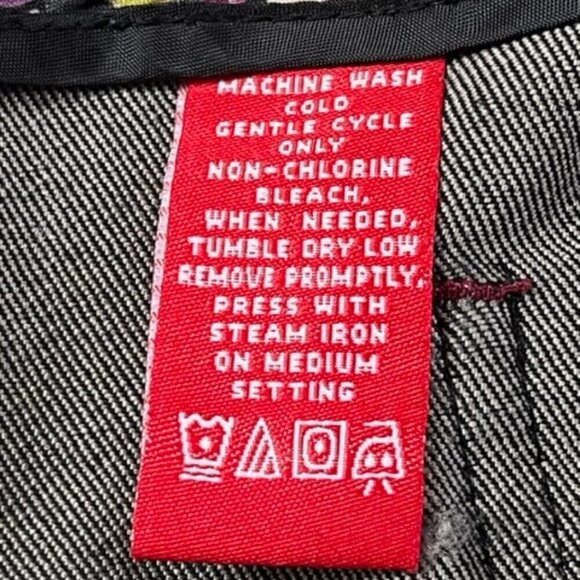 MACHINE WASH
COLD
GENTLE CYCLE
ONLY
NON-CHLORINE
BLEACH,
WHEN NEEDED,
TUMBLE DRY LOW
REMOVE PROMPTLY,
PRESS WITH
STEAM IRON
ON MEDIUM
SETTING